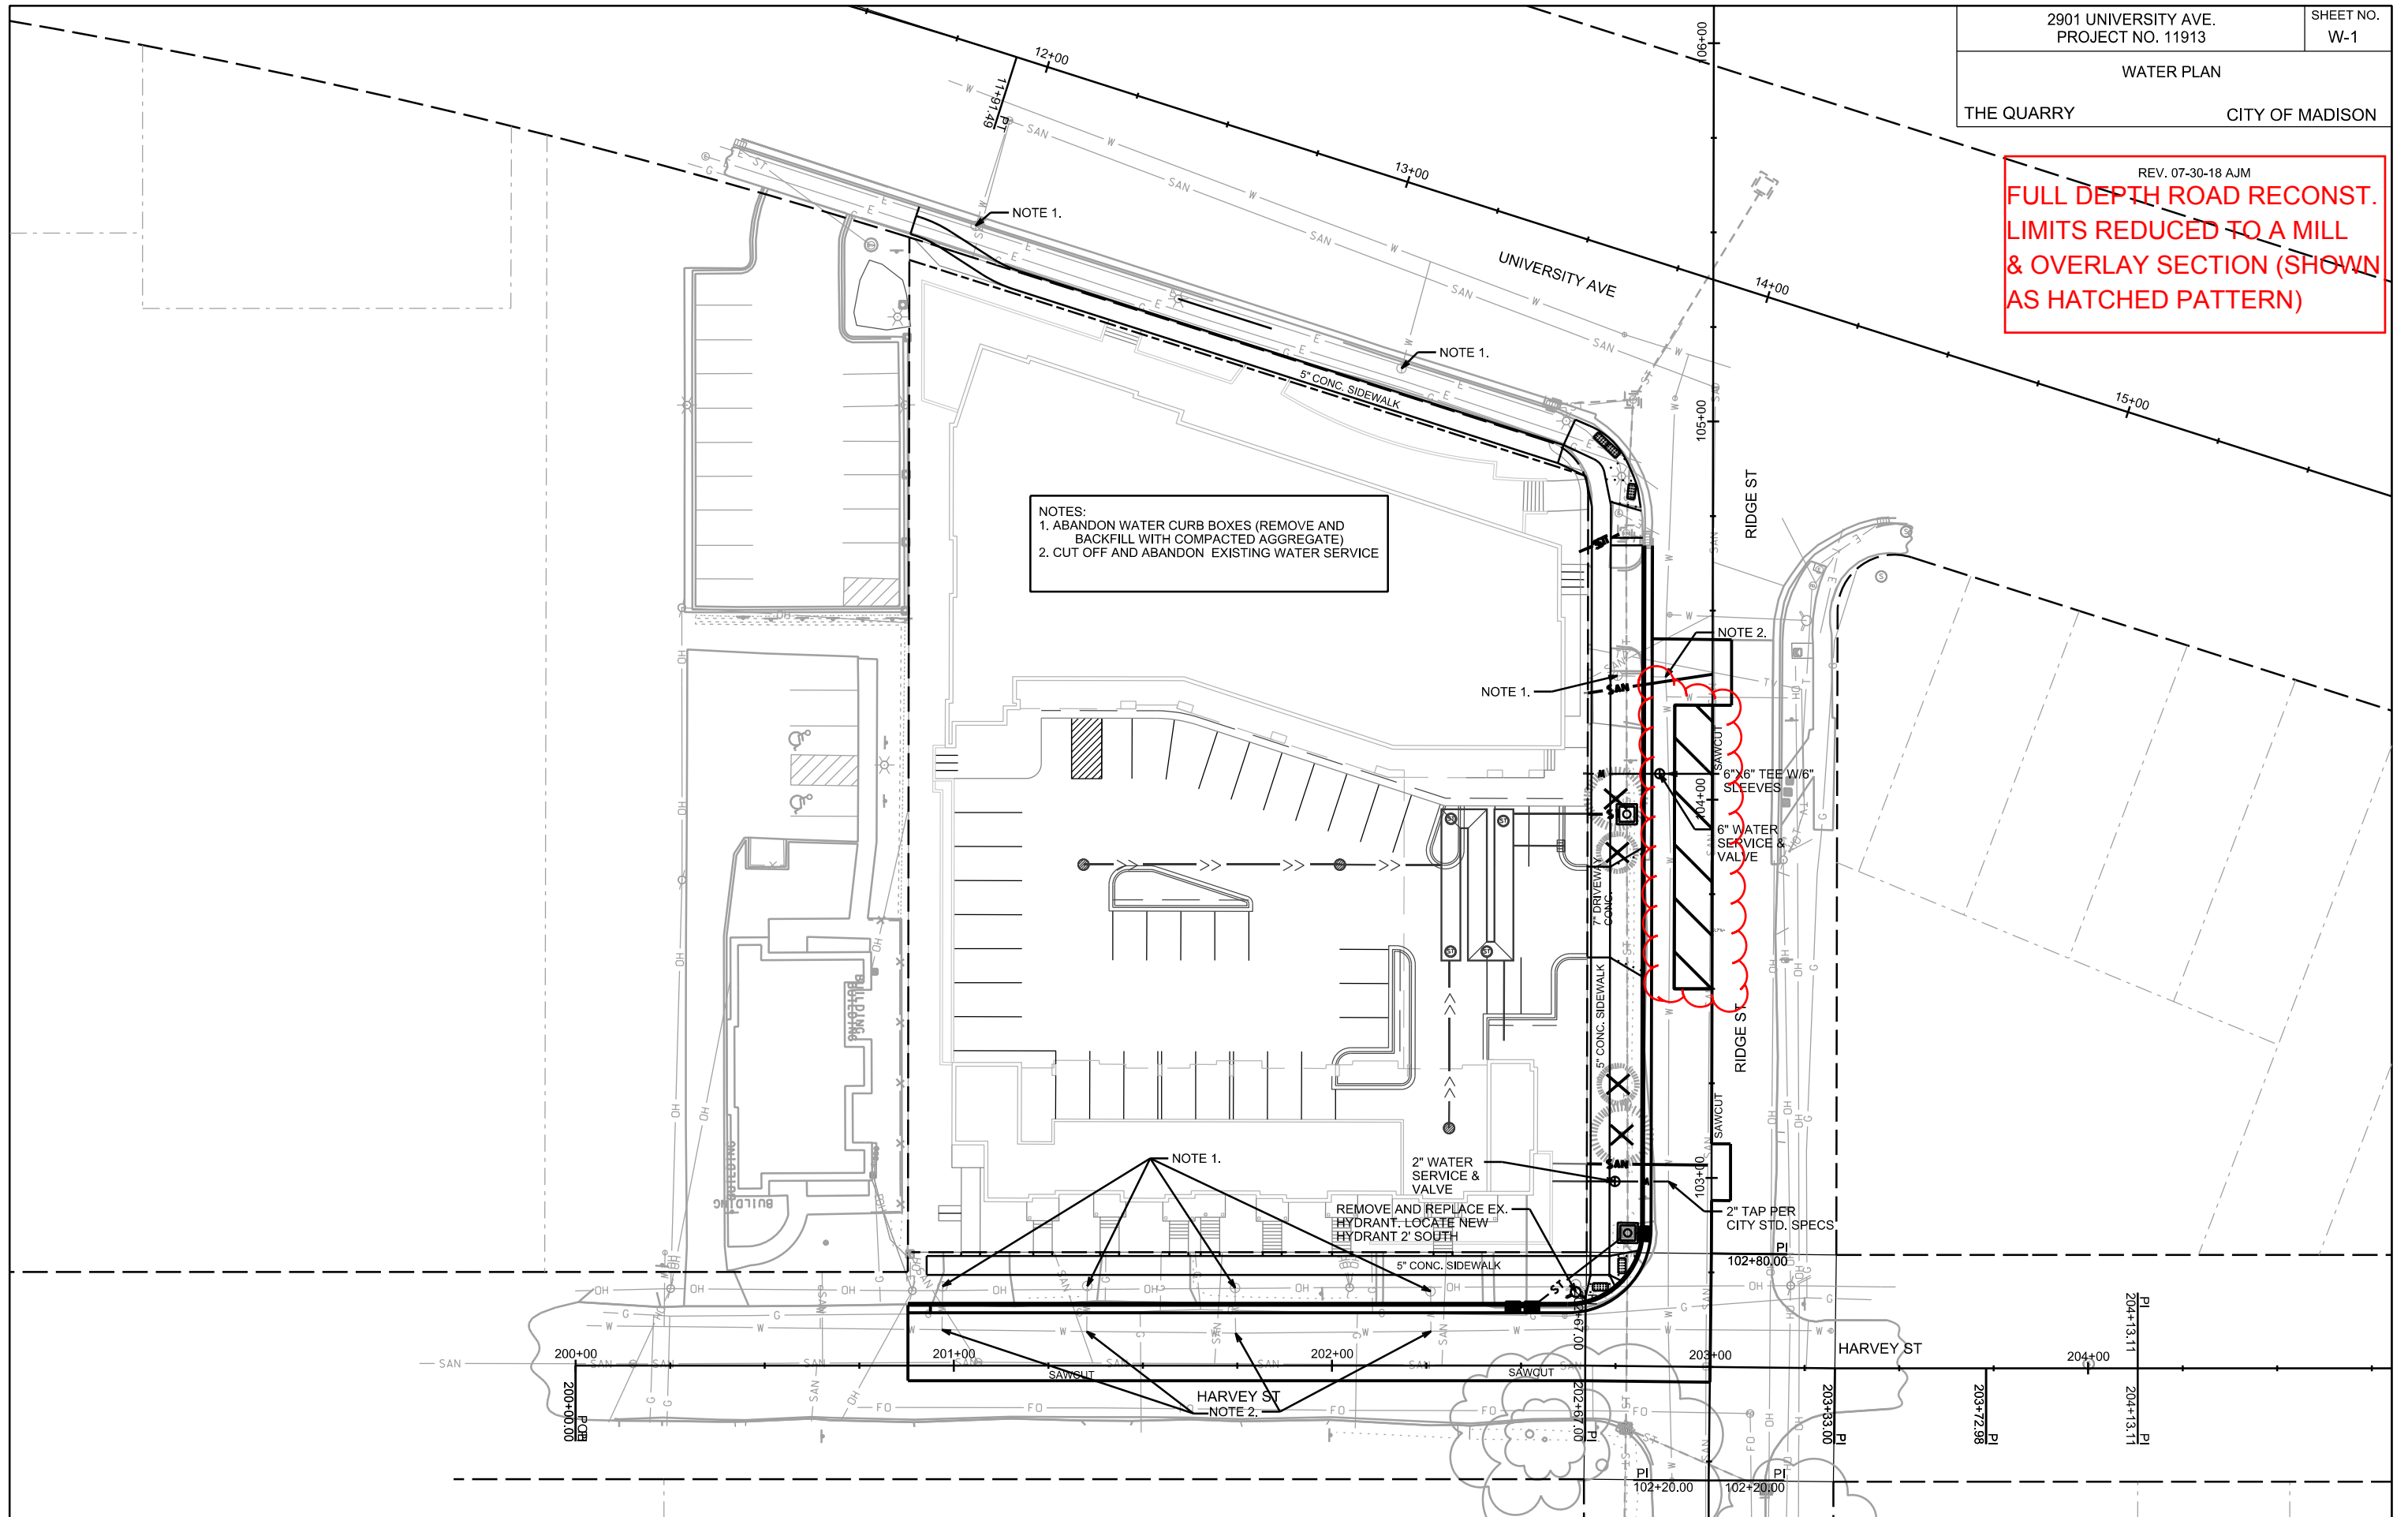 2901 UNIVERSITY AVE.
PROJECT NO. 11913
SHEET NO.
W-1
WATER PLAN
THE QUARRY
CITY OF MADISON
REV. 07-30-18 AJM
FULL DEPTH ROAD RECONST.
LIMITS REDUCED TO A MILL
& OVERLAY SECTION (SHOWN
AS HATCHED PATTERN)
12+00
PT
11+91.49
13+00
14+00
15+00
UNIVERSITY AVE
106+00
105+00
104+00
103+00
NOTE 1.
NOTE 1.
5" CONC. SIDEWALK
RIDGE ST
NOTES:
1. ABANDON WATER CURB BOXES (REMOVE AND
BACKFILL WITH COMPACTED AGGREGATE)
2. CUT OFF AND ABANDON EXISTING WATER SERVICE
NOTE 2.
NOTE 1.
SAN
SAWCUT
6"X6" TEE W/6"
SLEEVES
6" WATER
SERVICE &
VALVE
7" DRIVEWAY
CONC.
5" CONC. SIDEWALK
RIDGE ST
SAWCUT
BUILDING
BUILDING
BUILDING
BUILDING
NOTE 1.
2" WATER
SERVICE &
VALVE
SAN
REMOVE AND REPLACE EX.
HYDRANT. LOCATE NEW
HYDRANT 2' SOUTH
2" TAP PER
CITY STD. SPECS
PI
102+80.00
5" CONC. SIDEWALK
ST
200+00
201+00
202+00
203+00
204+00
HARVEY ST
SAWCUT
SAWCUT
HARVEY ST
NOTE 2.
POB
200+00.00
202+67.00
PI
202+67.00
PI
203+33.00
PI
203+72.98
PI
204+13.11
PI
204+13.11
PI
102+20.00
PI
102+20.00